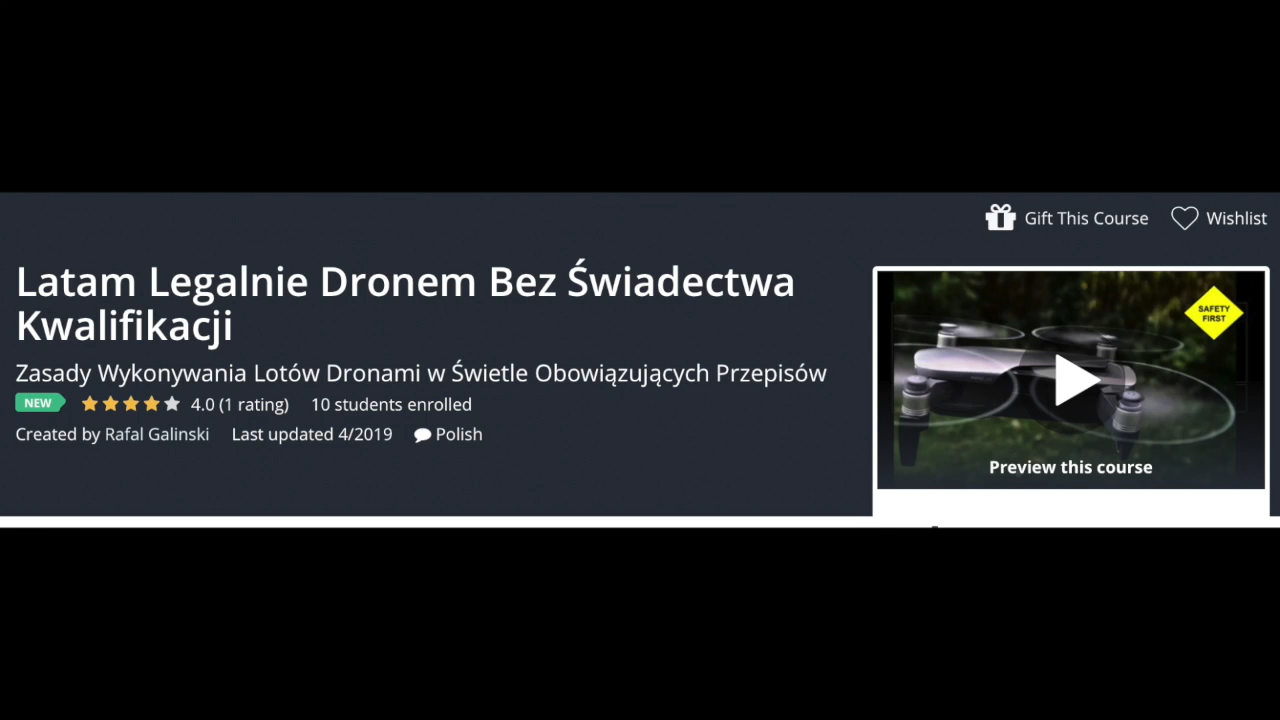 Gift This Course
Wishlist
Latam Legalnie Dronem Bez Świadectwa
Kwalifikacji
Zasady Wykonywania Lotów Dronami w Świetle Obowiązujących Przepisów
NEW
4.0 (1 rating)
10 students enrolled
Created by Rafal Galinski
Last updated 4/2019
Polish
SAFETY
FIRST
Preview this course